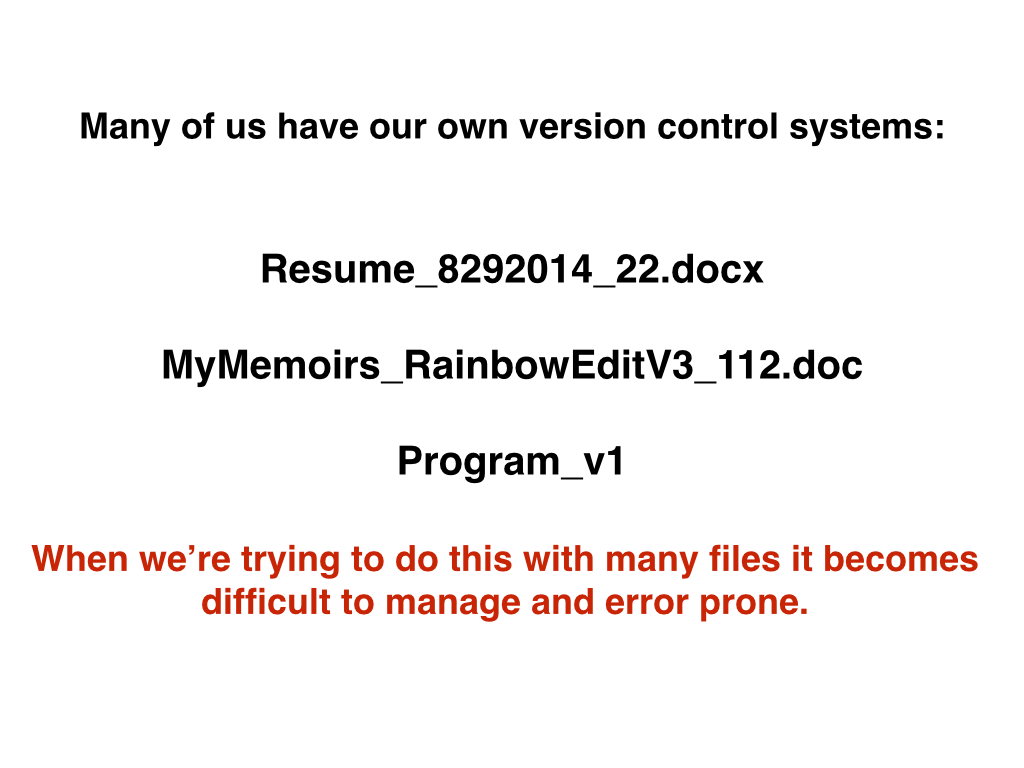 Many of us have our own version control systems:
Resume_8292014_22.docx
MyMemoirs_RainbowEditV3_112.doc
Program_v1
When we’re trying to do this with many files it becomes
difficult to manage and error prone.